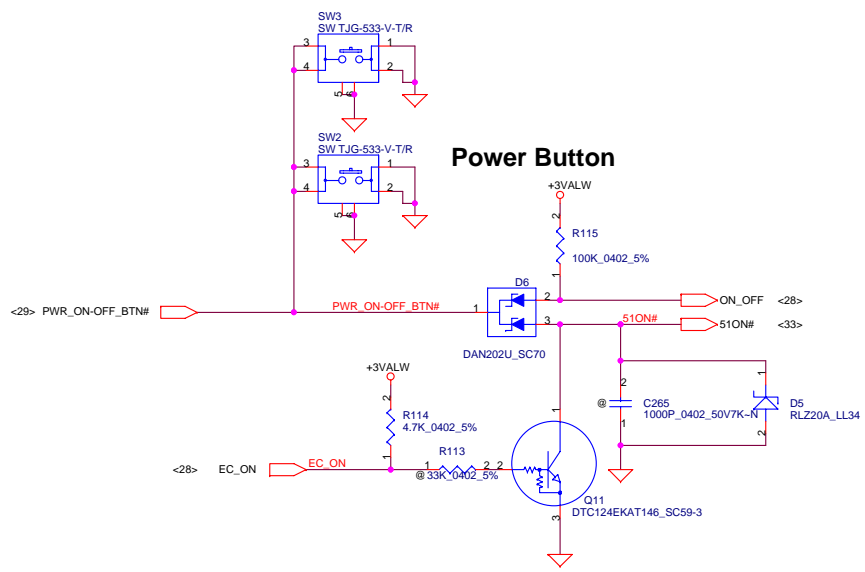 SW3
SW TJG-533-V-T/R
3
1
4
2
5
6
SW2
SW TJG-533-V-T/R
Power Button
3
1
4
2
5
6
+3VALW
2
R115
100K_0402_5%
1
D6
<29> PWR_ON-OFF_BTN#
PWR_ON-OFF_BTN#
1
2
ON_OFF <28>
3
51ON#
51ON# <33>
DAN202U_SC70
+3VALW
2
R114
4.7K_0402_5%
1
1
2
@
C265
1000P_0402_50V7K~N
1
1
D5
RLZ20A_LL34
2
<28> EC_ON
EC_ON
R113
1
2
2
@ 33K_0402_5%
Q11
DTC124EKAT146_SC59-3
3